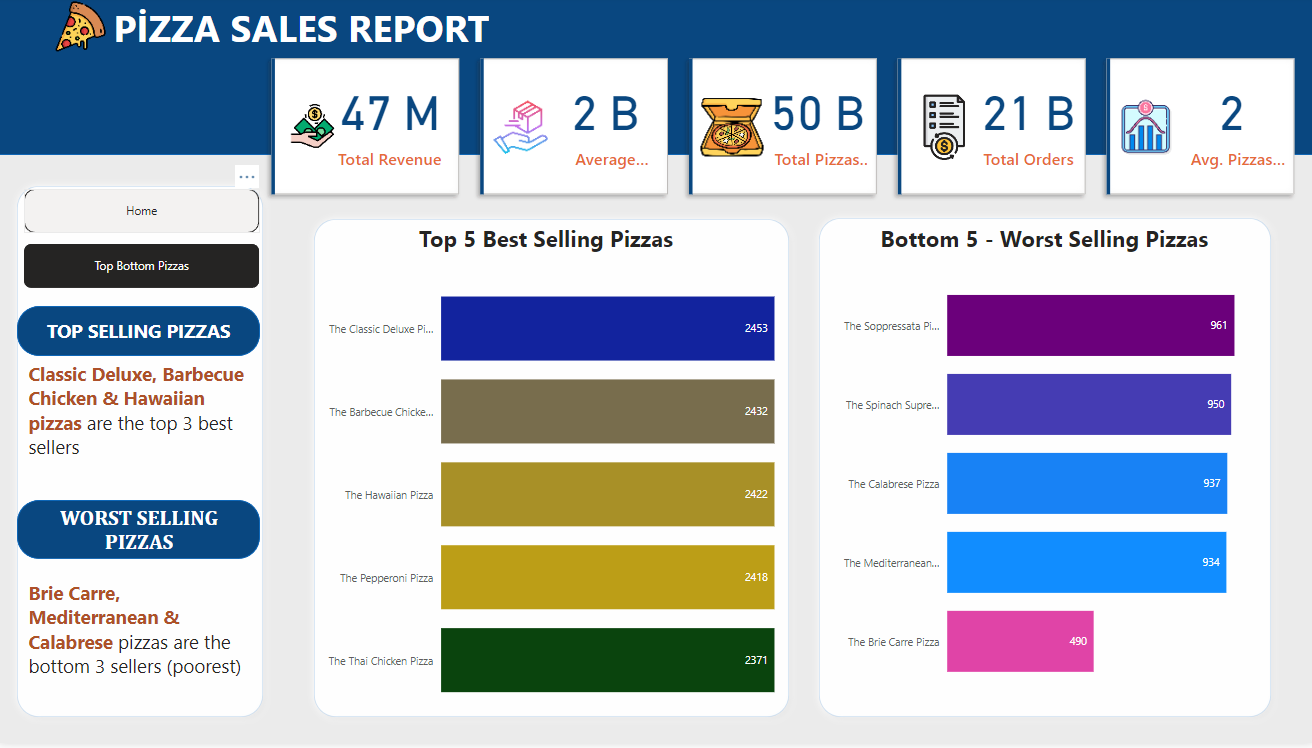 PİZZA SALES REPORT
47 M
Total Revenue
2 B
Average...
50 B
Total Pizzas..
21 B
Total Orders
2
Avg. Pizzas...
...
Home
Top Bottom Pizzas
TOP SELLING PIZZAS
Classic Deluxe, Barbecue
Chicken & Hawaiian
pizzas are the top 3 best
sellers
WORST SELLING
PIZZAS
Brie Carre,
Mediterranean &
Calabrese pizzas are the
bottom 3 sellers (poorest)
Top 5 Best Selling Pizzas
The Classic Deluxe Pi... 2453
The Barbecue Chicke... 2432
The Hawaiian Pizza 2422
The Pepperoni Pizza 2418
The Thai Chicken Pizza 2371
Bottom 5 - Worst Selling Pizzas
The Soppressata Pi... 961
The Spinach Supre... 950
The Calabrese Pizza 937
The Mediterranean... 934
The Brie Carre Pizza 490